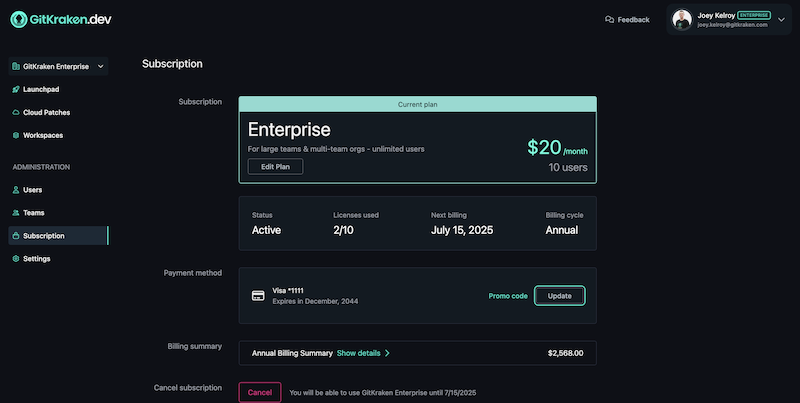 GitKraken.dev
Feedback
Joey Kelroy ENTERPRISE
joey.kelroy@gitkraken.com
GitKraken Enterprise
Launchpad
Cloud Patches
Workspaces
ADMINISTRATION
Users
Teams
Subscription
Settings
Subscription
Subscription
Current plan
Enterprise
For large teams & multi-team orgs - unlimited users
Edit Plan
$20 /month
10 users
Status
Active
Licenses used
2/10
Next billing
July 15, 2025
Billing cycle
Annual
Payment method
Visa *1111
Expires in December, 2044
Promo code
Update
Billing summary
Annual Billing Summary Show details
$2,568.00
Cancel subscription
Cancel
You will be able to use GitKraken Enterprise until 7/15/2025